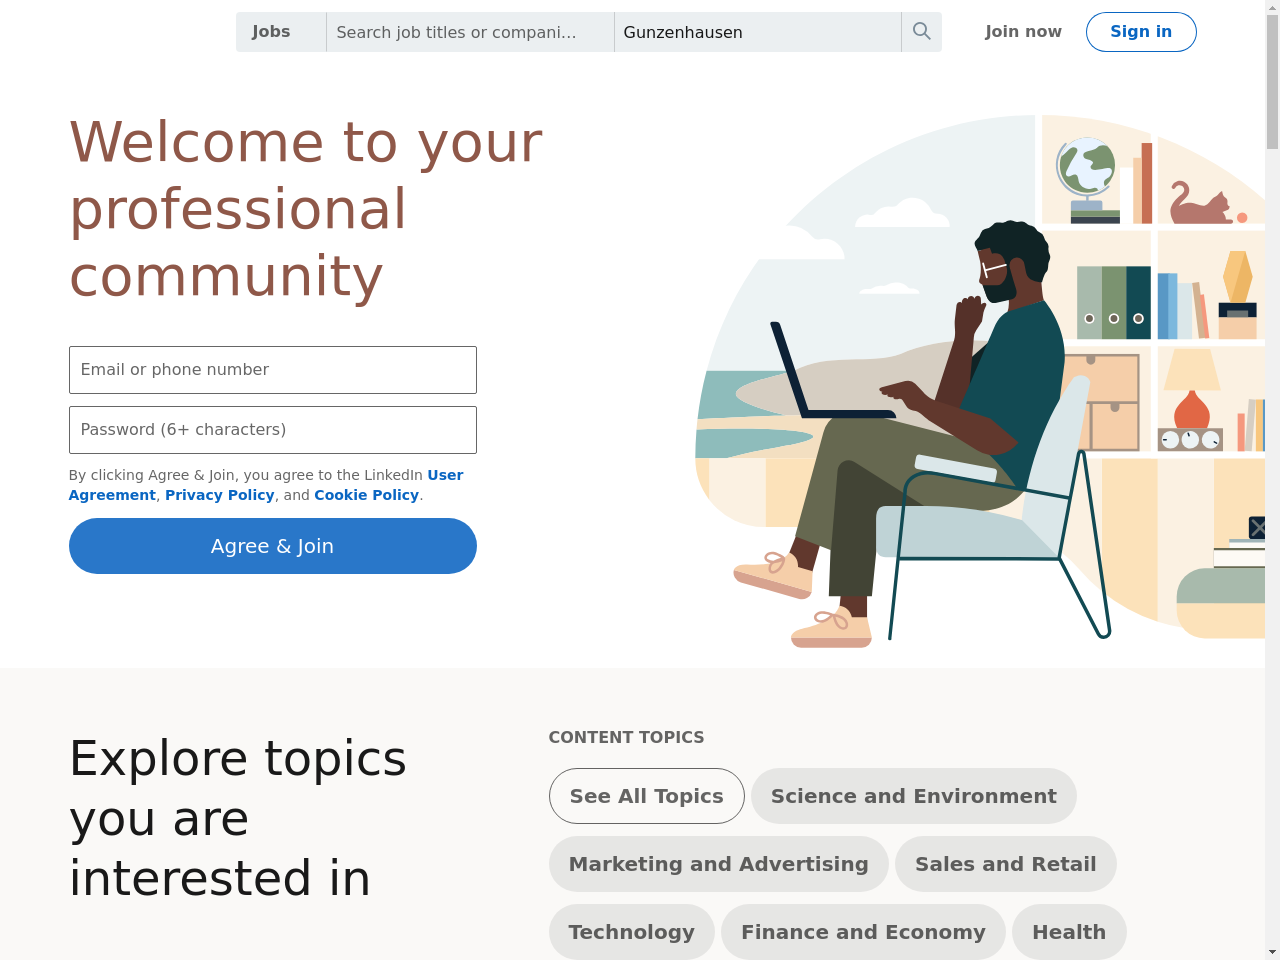 Jobs
Search job titles or compani...
Gunzenhausen
Join now
Sign in
Welcome to your
professional
community
Email or phone number
Password (6+ characters)
By clicking Agree & Join, you agree to the LinkedIn User
Agreement, Privacy Policy, and Cookie Policy.
Agree & Join
Explore topics
you are
interested in
CONTENT TOPICS
See All Topics
Science and Environment
Marketing and Advertising
Sales and Retail
Technology
Finance and Economy
Health